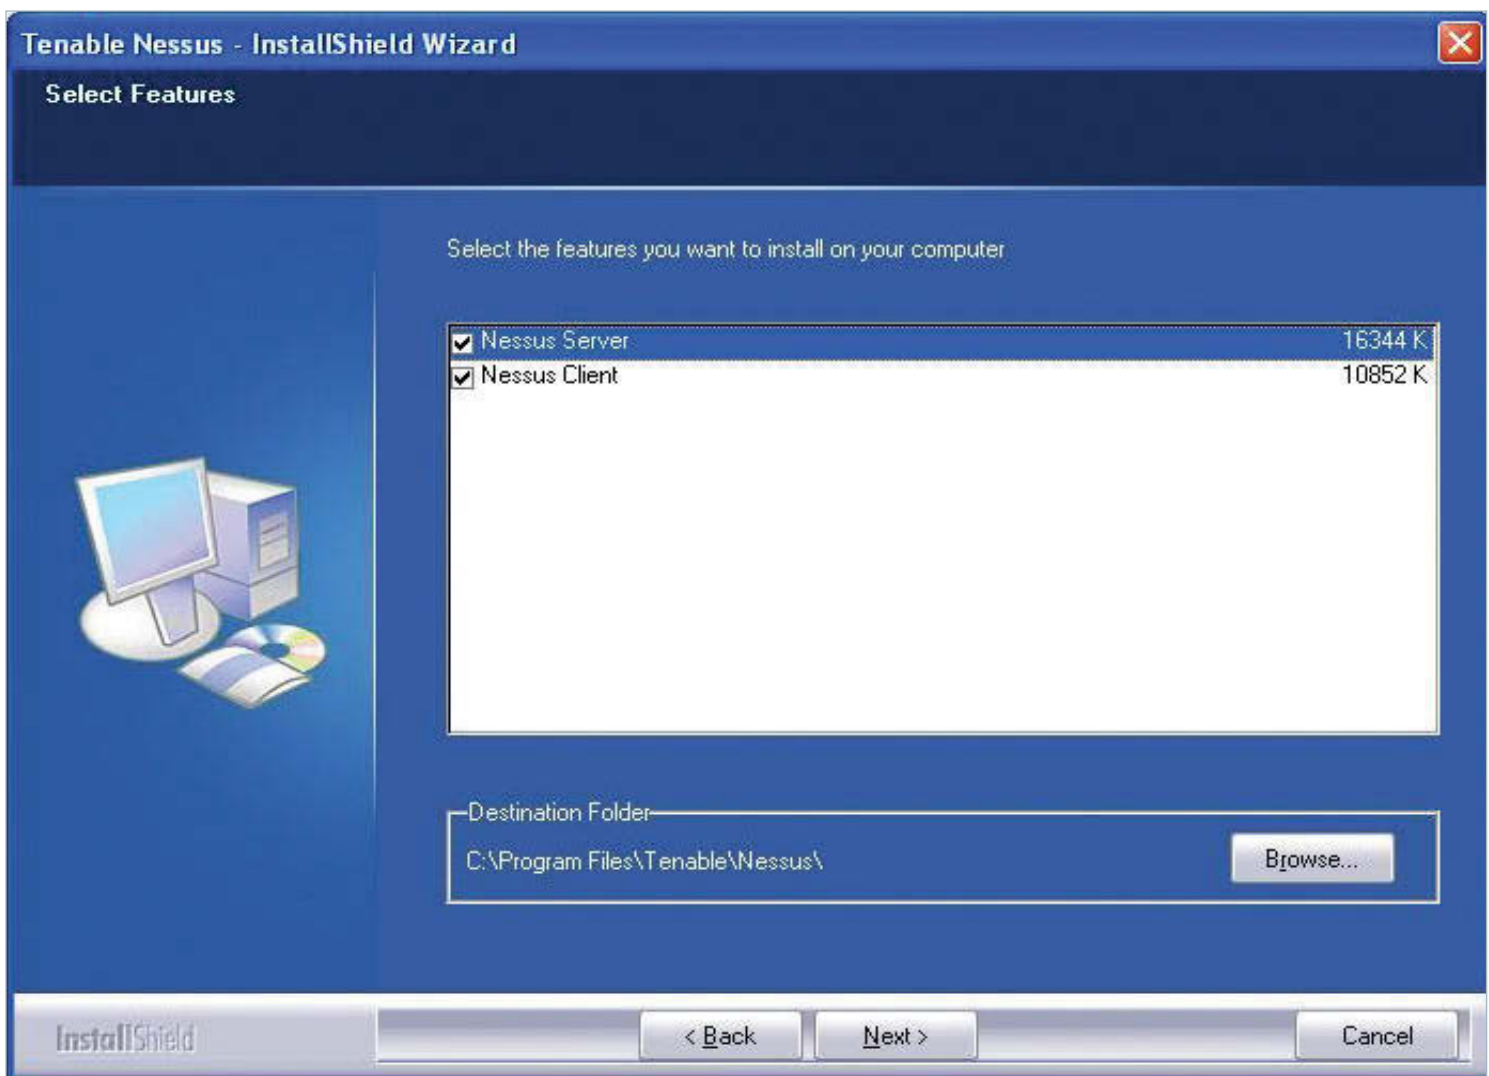 Tenable Nessus - InstallShield Wizard
Select Features
Select the features you want to install on your computer
Nessus Server 16344 K
Nessus Client 10852 K
Destination Folder
C:\Program Files\Tenable\Nessus\
Browse...
InstallShield
< Back Next > Cancel